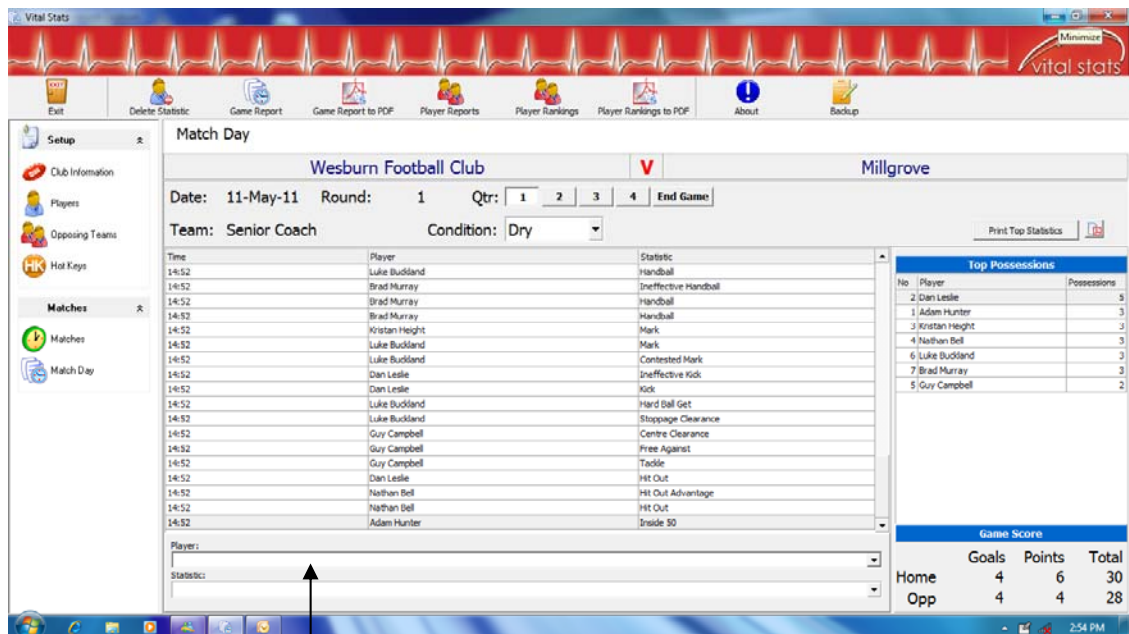 Vital Stats
Minimize
vital stats
EXIT
Exit
Delete Statistic
Game Report
Game Report to PDF
Player Reports
Player Rankings
Player Rankings to PDF
About
Backup
Setup
Club Information
Players
Opposing Teams
HK Hot Keys
Matches
Matches
Match Day
Match Day
Wesburn Football Club V Millgrove
Date: 11-May-11 Round: 1 Qtr: 1 2 3 4 End Game
Team: Senior Coach Condition: Dry
Print Top Statistics
Time Player Statistic
14:52 Luke Buckland Handball
14:52 Brad Murray Ineffective Handball
14:52 Brad Murray Handball
14:52 Brad Murray Handball
14:52 Kristan Height Mark
14:52 Luke Buckland Mark
14:52 Luke Buckland Contested Mark
14:52 Dan Leslie Ineffective Kick
14:52 Dan Leslie Kick
14:52 Luke Buckland Hard Ball Get
14:52 Luke Buckland Stoppage Clearance
14:52 Guy Campbell Centre Clearance
14:52 Guy Campbell Free Against
14:52 Guy Campbell Tackle
14:52 Dan Leslie Hit Out
14:52 Nathan Bell Hit Out Advantage
14:52 Nathan Bell Hit Out
14:52 Adam Hunter Inside 50
Player:
Statistic:
Top Possessions
No Player Possessions
2 Dan Leslie 5
1 Adam Hunter 3
3 Kristan Height 3
4 Nathan Bell 3
6 Luke Buckland 3
7 Brad Murray 3
5 Guy Campbell 2
Game Score
Goals Points Total
Home 4 6 30
Opp 4 4 28
2:54 PM